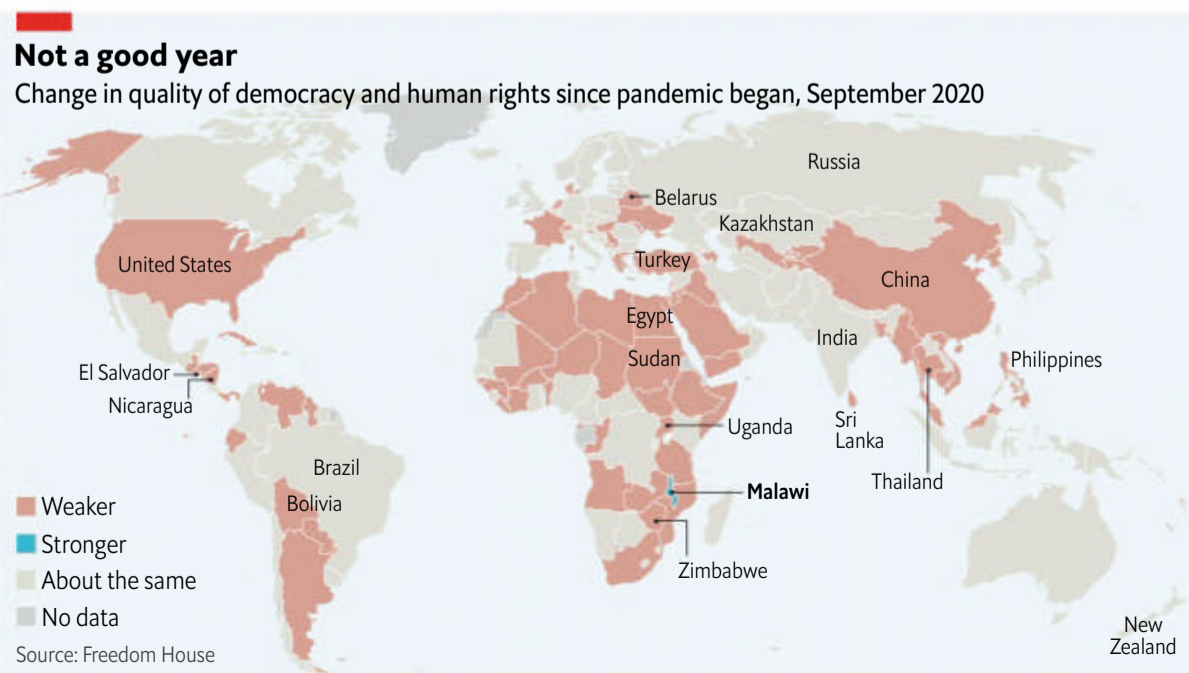 Not a good year
Change in quality of democracy and human rights since pandemic began, September 2020
Russia
Belarus
Kazakhstan
United States
Turkey
China
Egypt
India
Sudan
Philippines
El Salvador
Nicaragua
Uganda
Sri
Lanka
Brazil
Thailand
Malawi
Bolivia
Zimbabwe
Weaker
Stronger
About the same
No data
New
Zealand
Source: Freedom House